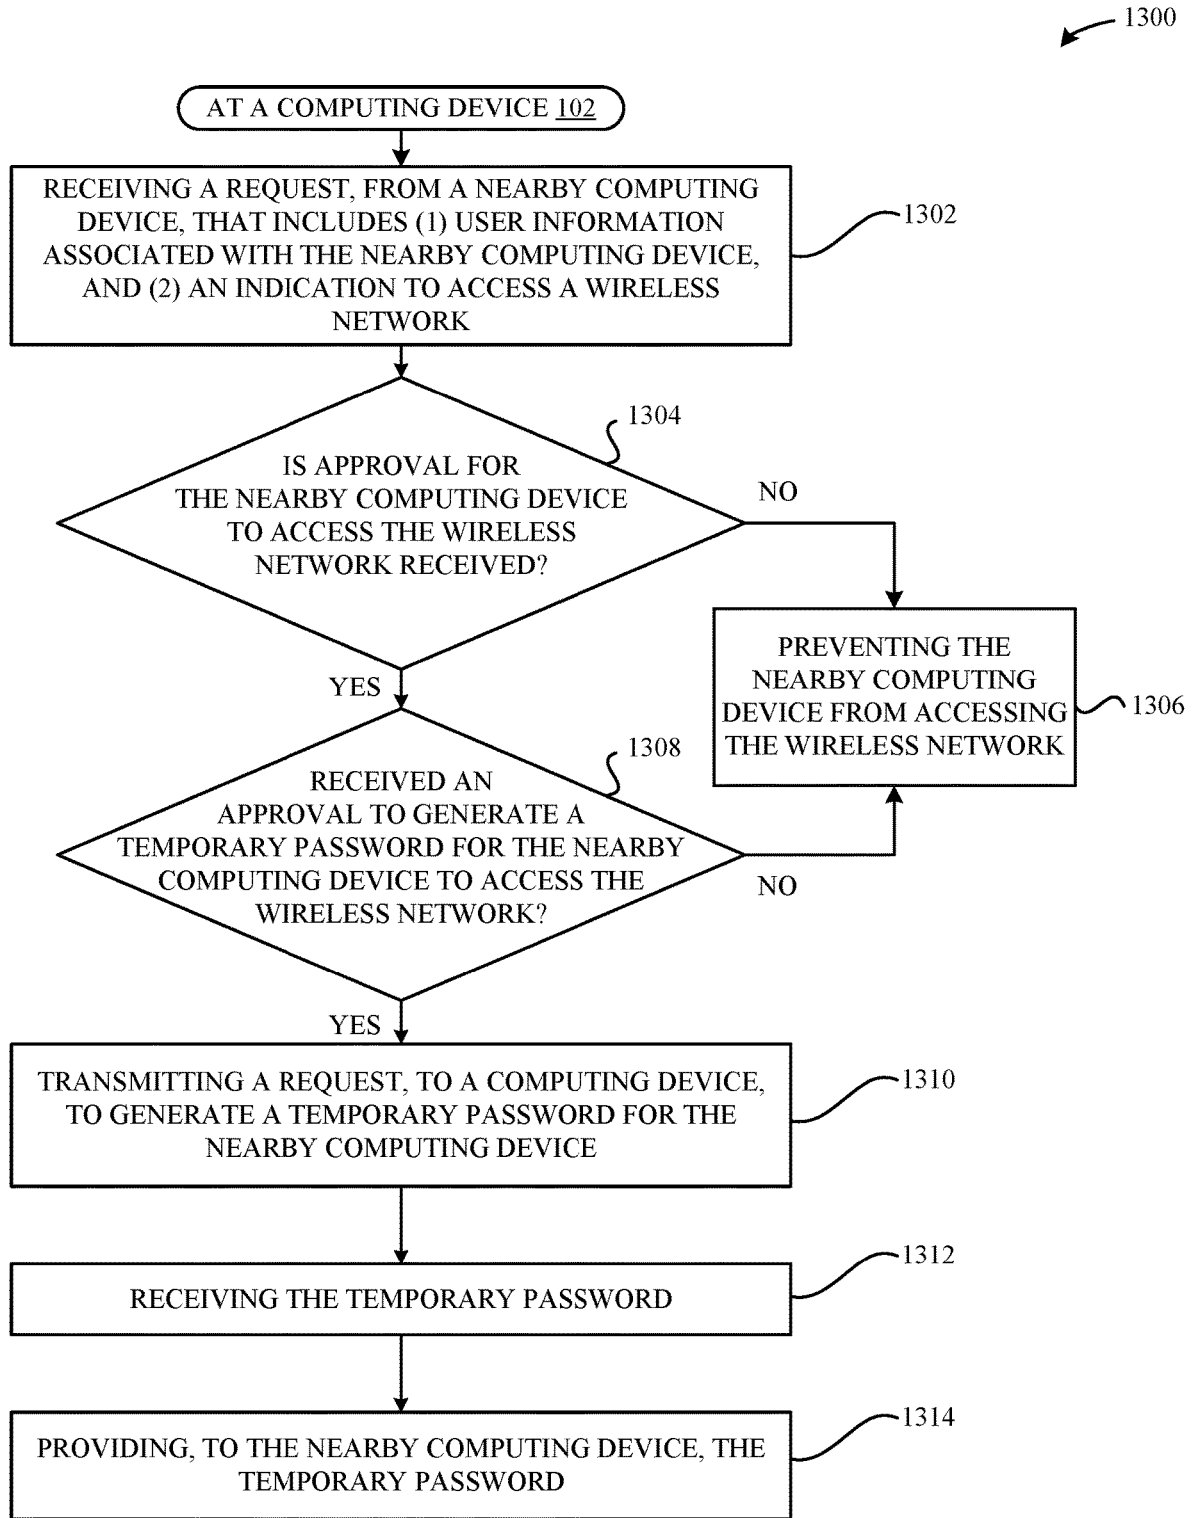 1300
AT A COMPUTING DEVICE 102
RECEIVING A REQUEST, FROM A NEARBY COMPUTING
DEVICE, THAT INCLUDES (1) USER INFORMATION
ASSOCIATED WITH THE NEARBY COMPUTING DEVICE,
AND (2) AN INDICATION TO ACCESS A WIRELESS
NETWORK
1302
IS APPROVAL FOR
THE NEARBY COMPUTING DEVICE
TO ACCESS THE WIRELESS
NETWORK RECEIVED?
1304
NO
PREVENTING THE
NEARBY COMPUTING
DEVICE FROM ACCESSING
THE WIRELESS NETWORK
1306
YES
RECEIVED AN
APPROVAL TO GENERATE A
TEMPORARY PASSWORD FOR THE NEARBY
COMPUTING DEVICE TO ACCESS THE
WIRELESS NETWORK?
1308
NO
YES
TRANSMITTING A REQUEST, TO A COMPUTING DEVICE,
TO GENERATE A TEMPORARY PASSWORD FOR THE
NEARBY COMPUTING DEVICE
1310
RECEIVING THE TEMPORARY PASSWORD
1312
PROVIDING, TO THE NEARBY COMPUTING DEVICE, THE
TEMPORARY PASSWORD
1314